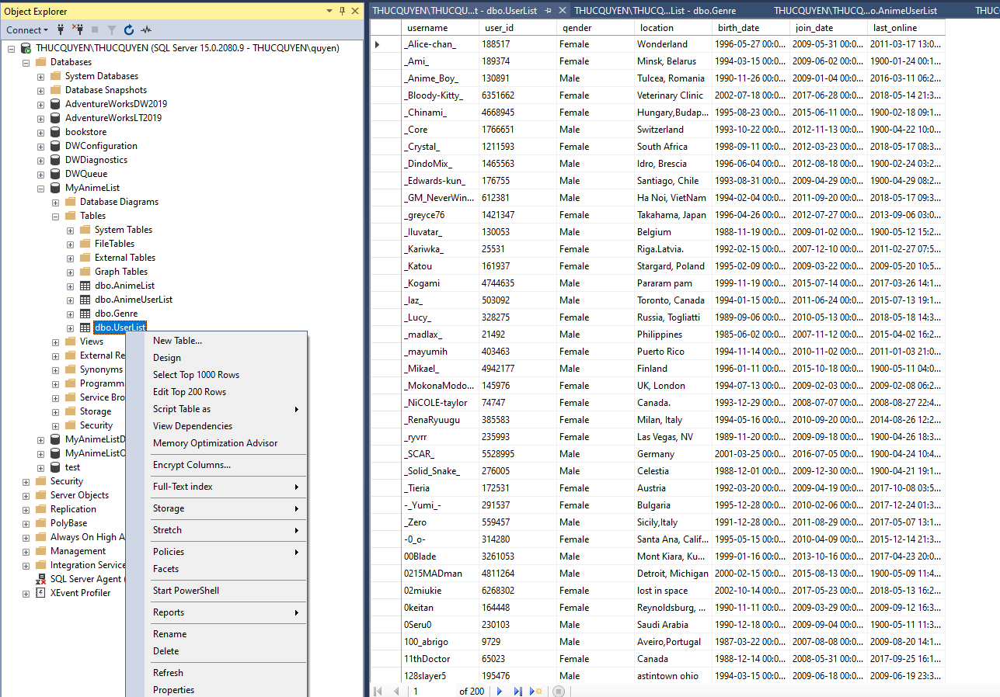 Object Explorer
Connect
THUCQUYEN\THUCQUYEN (SQL Server 15.0.2080.9 - THUCQUYEN\quyen)
Databases
System Databases
Database Snapshots
AdventureWorksDW2019
AdventureWorksLT2019
bookstore
DWConfiguration
DWDiagnostics
DWQueue
MyAnimeList
Database Diagrams
Tables
System Tables
FileTables
External Tables
Graph Tables
dbo.AnimeList
dbo.AnimeUserList
dbo.Genre
dbo.UserList
Views
External Re
Synonyms
Programm
Service Bro
Storage
Security
MyAnimeListD
MyAnimeListO
test
Security
Server Objects
Replication
PolyBase
Always On High A
Management
Integration Service
SQL Server Agent (
XEvent Profiler
New Table...
Design
Select Top 1000 Rows
Edit Top 200 Rows
Script Table as
View Dependencies
Memory Optimization Advisor
Encrypt Columns...
Full-Text index
Storage
Stretch
Policies
Facets
Start PowerShell
Reports
Rename
Delete
Refresh
Properties
THUCQUYEN\THUCQU...t - dbo.UserList THUCQUYEN\THUCQ...List - dbo.Genre THUCQUYEN\THUCQ...o.AnimeUserList THUC
username user_id gender location birth_date join_date last_online
_Alice-chan_ 188517 Female Wonderland 1996-05-27 00:0... 2009-05-31 00:0... 2011-03-17 13:0...
_Ami_ 189374 Female Minsk, Belarus 1994-03-15 00:0... 2009-06-02 00:0... 1900-01-24 00:1...
_Anime_Boy_ 130891 Male Tulcea, Romania 1990-11-26 00:0... 2009-01-04 00:0... 2016-03-11 06:2...
_Bloody-Kitty_ 6351662 Female Veterinary Clinic 2002-07-18 00:0... 2017-06-28 00:0... 2018-05-14 21:3...
_Chinami_ 4668945 Female Hungary,Budap... 1995-08-23 00:0... 2015-06-11 00:0... 1900-02-18 09:1...
_Core 1766651 Male Switzerland 1993-10-22 00:0... 2012-11-13 00:0... 1900-04-22 10:0...
_Crystal_ 1211593 Female South Africa 1998-09-11 00:0... 2012-03-23 00:0... 2018-05-17 08:3...
_DindoMix_ 1465563 Male Idro, Brescia 1996-06-04 00:0... 2012-08-18 00:0... 1900-02-24 03:2...
_Edwards-kun_ 176755 Male Santiago, Chile 1993-08-31 00:0... 2009-04-29 00:0... 1900-04-29 08:2...
_GM_NeverWin... 612381 Male Ha Noi, VietNam 1994-02-04 00:0... 2011-09-20 00:0... 2018-05-17 09:3...
_greyce76 1421347 Female Takahama, Japan 1996-04-26 00:0... 2012-07-27 00:0... 2013-09-06 03:0...
_Iluvatar_ 130053 Male Belgium 1988-11-19 00:0... 2009-01-02 00:0... 1900-05-12 15:2...
_Kariwka_ 25531 Female Riga.Latvia. 1992-02-15 00:0... 2007-12-10 00:0... 2011-02-27 07:5...
_Katou 161937 Female Stargard, Poland 1995-02-09 00:0... 2009-03-22 00:0... 2009-05-20 10:5...
_Kogami 4744635 Male Pararam pam 1999-11-19 00:0... 2015-07-14 00:0... 2017-03-26 14:1...
_laz_ 503092 Male Toronto, Canada 1994-01-15 00:0... 2011-06-24 00:0... 2015-07-13 19:1...
_Lucy_ 328275 Female Russia, Togliatti 1989-09-06 00:0... 2010-05-13 00:0... 2018-05-18 14:3...
_madlax_ 21492 Male Philippines 1985-06-02 00:0... 2007-11-12 00:0... 2015-04-02 16:2...
_mayumih 403463 Female Puerto Rico 1994-11-14 00:0... 2010-11-02 00:0... 2011-01-03 21:0...
_Mikael_ 4942177 Male Finland 1996-01-11 00:0... 2015-10-18 00:0... 1900-05-11 04:0...
_MokonaModo... 145976 Female UK, London 1994-07-13 00:0... 2009-02-03 00:0... 2009-02-08 06:2...
_NiCOLE-taylor 74747 Female Canada. 1993-12-29 00:0... 2008-07-07 00:0... 2008-08-27 22:4...
_RenaRyuugu 385583 Female Milan, Italy 1994-05-16 00:0... 2010-09-20 00:0... 2014-08-26 12:2...
_ryvrr 235993 Female Las Vegas, NV 1989-11-20 00:0... 2009-09-18 00:0... 1900-04-26 18:3...
_SCAR_ 5528995 Male Germany 2001-03-25 00:0... 2016-07-05 00:0... 1900-04-24 10:4...
_Solid_Snake_ 276005 Male Celestia 1988-12-01 00:0... 2009-12-30 00:0... 1900-04-21 19:1...
_Tieria 172531 Female Austria 1992-03-20 00:0... 2009-04-19 00:0... 2017-10-08 03:5...
-_Yumi_- 291537 Female Bulgaria 1995-12-28 00:0... 2010-02-06 00:0... 2017-12-24 01:3...
_Zero 559457 Male Sicily,Italy 1991-12-28 00:0... 2011-08-29 00:0... 2017-05-07 13:1...
-0_o- 314280 Female Santa Ana, Calif... 1995-05-15 00:0... 2010-04-09 00:0... 2015-12-14 21:3...
00Blade 3261053 Male Mont Kiara, Ku... 1999-01-16 00:0... 2013-10-16 00:0... 2017-04-23 20:0...
0215MADman 4811264 Male Detroit, Michigan 2000-02-15 00:0... 2015-08-13 00:0... 1900-05-09 11:4...
02miukie 6268302 Female lost in space 2002-10-14 00:0... 2017-05-23 00:0... 2018-05-13 16:2...
0keitan 164448 Female Reynoldsburg, ... 1990-11-11 00:0... 2009-03-29 00:0... 2009-09-12 16:3...
0Seru0 230103 Male Saudi Arabia 1990-12-18 00:0... 2009-09-04 00:0... 1900-05-11 11:3...
100_abrigo 9729 Male Aveiro,Portugal 1987-03-22 00:0... 2007-08-08 00:0... 2009-08-20 14:1...
11thDoctor 65023 Female Canada 1988-12-14 00:0... 2008-05-31 00:0... 2017-09-25 16:1...
128slayer5 195476 Male astintown ohio 1994-03-15 00:0... 2009-06-18 00:0... 2009-06-19 23:3...
1 of 200